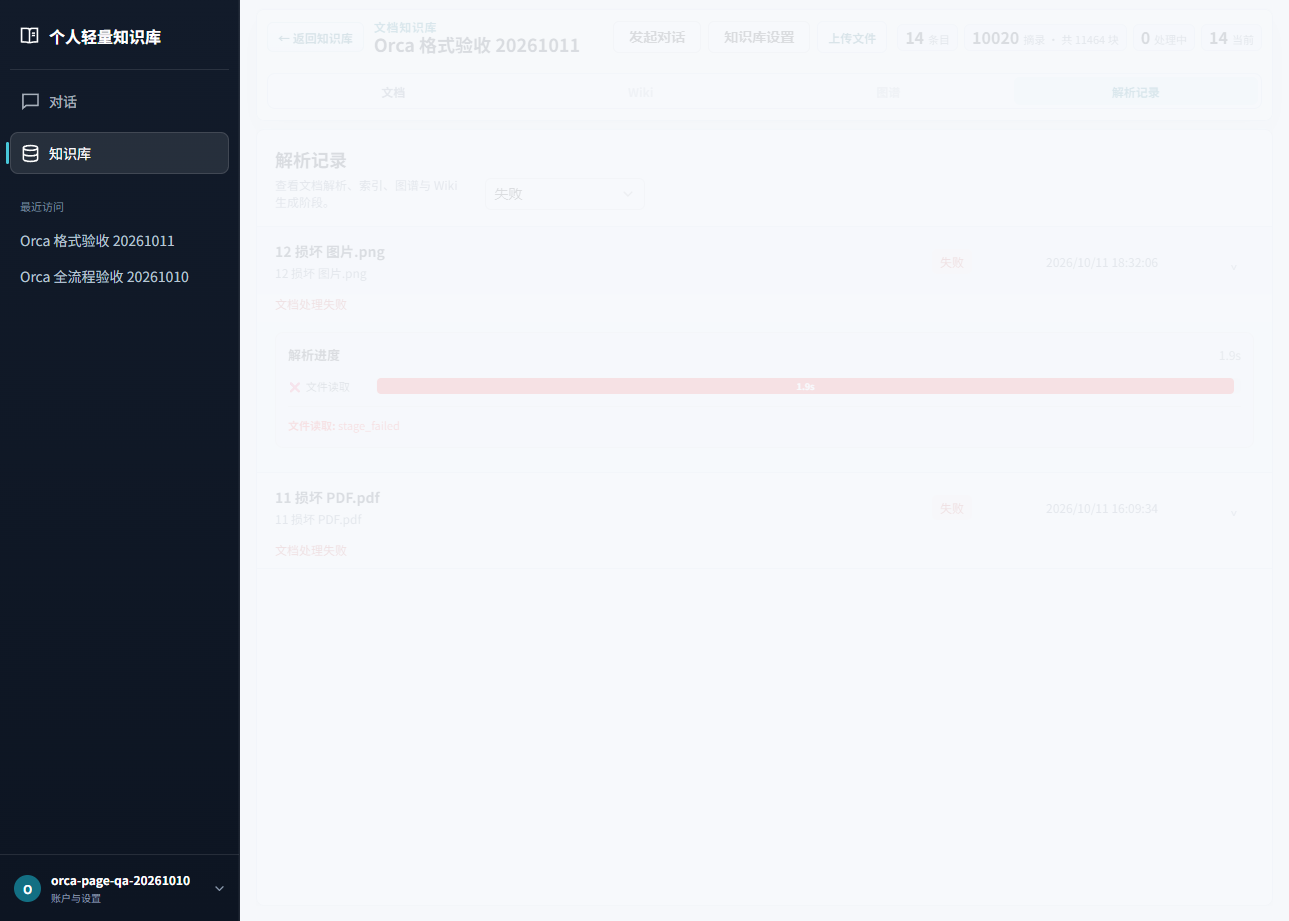 个人轻量知识库
对话
知识库
最近访问
Orca 格式验收 20261011
Orca 全流程验收 20261010
orca-page-qa-20261010
账户与设置
← 返回知识库
文档知识库
Orca 格式验收 20261011
发起对话
知识库设置
上传文件
14 条目
10020 摘录 · 共 11464 块
0 处理中
14 当前
文档
Wiki
图谱
解析记录
解析记录
查看文档解析、索引、图谱与 Wiki
生成阶段。
失败
12 损坏 图片.png
12 损坏 图片.png
失败
2026/10/11 18:32:06
文档处理失败
解析进度
1.9s
文件读取
1.9s
文件读取: stage_failed
11 损坏 PDF.pdf
11 损坏 PDF.pdf
失败
2026/10/11 16:09:34
文档处理失败